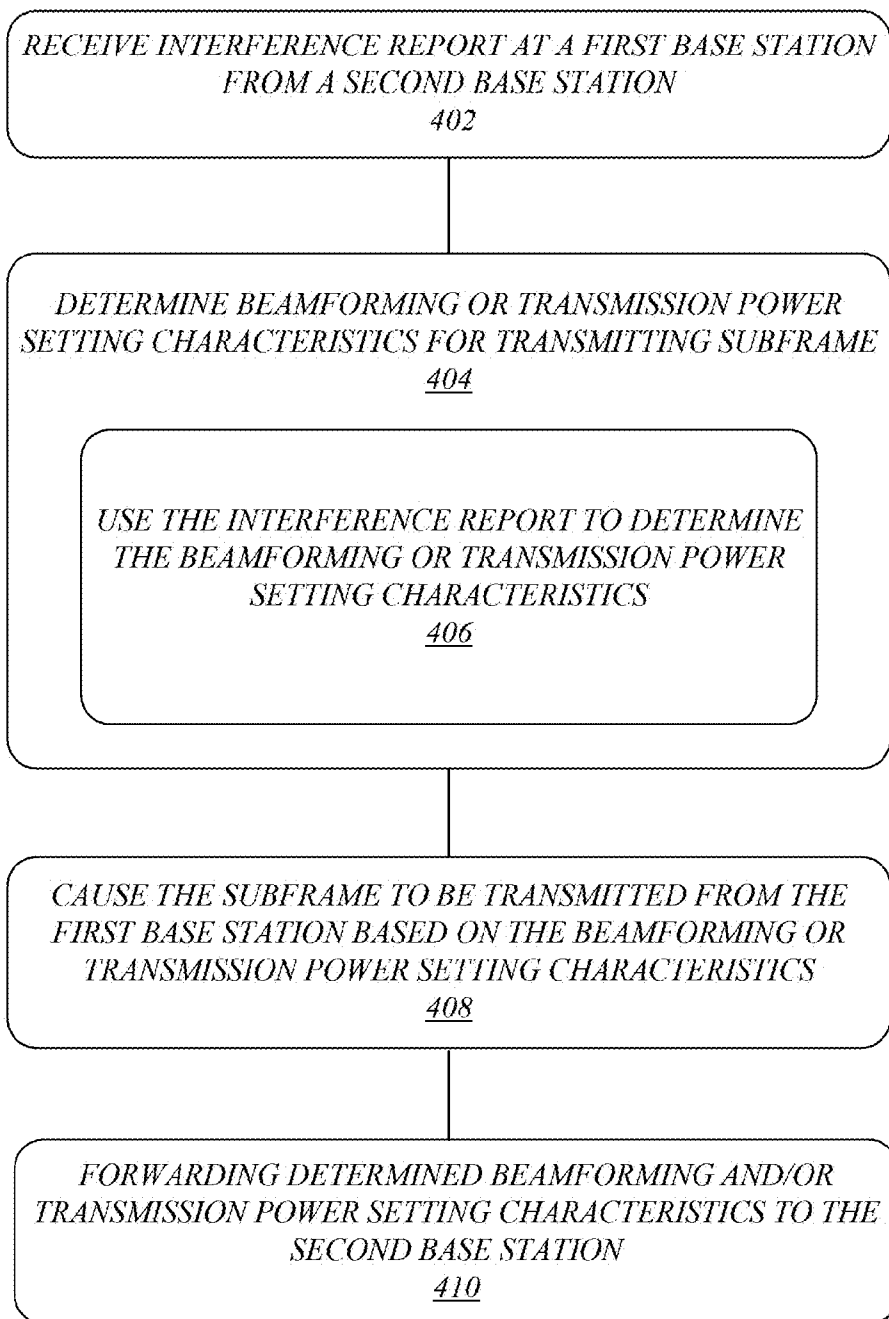 RECEIVE INTERFERENCE REPORT AT A FIRST BASE STATION
FROM A SECOND BASE STATION
402
DETERMINE BEAMFORMING OR TRANSMISSION POWER
SETTING CHARACTERISTICS FOR TRANSMITTING SUBFRAME
404
USE THE INTERFERENCE REPORT TO DETERMINE
THE BEAMFORMING OR TRANSMISSION POWER
SETTING CHARACTERISTICS
406
CAUSE THE SUBFRAME TO BE TRANSMITTED FROM THE
FIRST BASE STATION BASED ON THE BEAMFORMING OR
TRANSMISSION POWER SETTING CHARACTERISTICS
408
FORWARDING DETERMINED BEAMFORMING AND/OR
TRANSMISSION POWER SETTING CHARACTERISTICS TO THE
SECOND BASE STATION
410